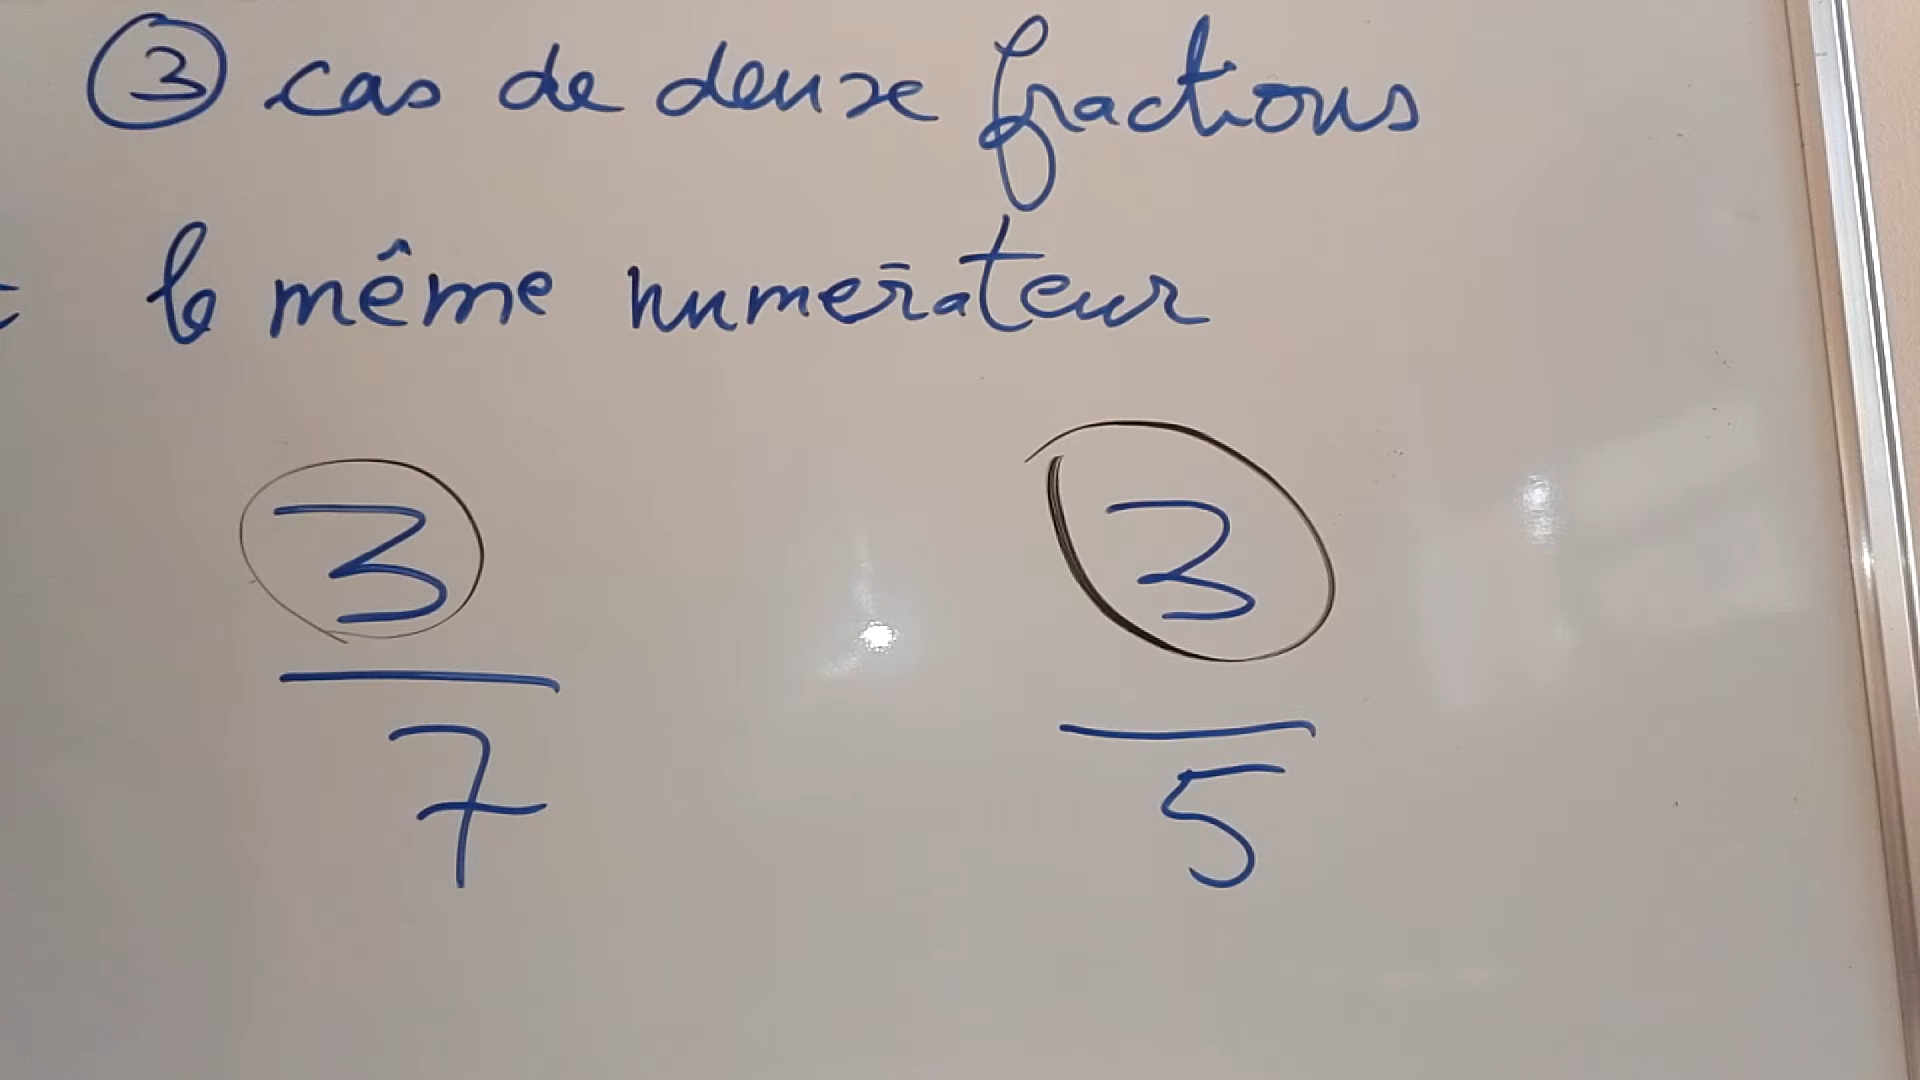 ③ cas de deux fractions
le même numérateur
3 3
7 5